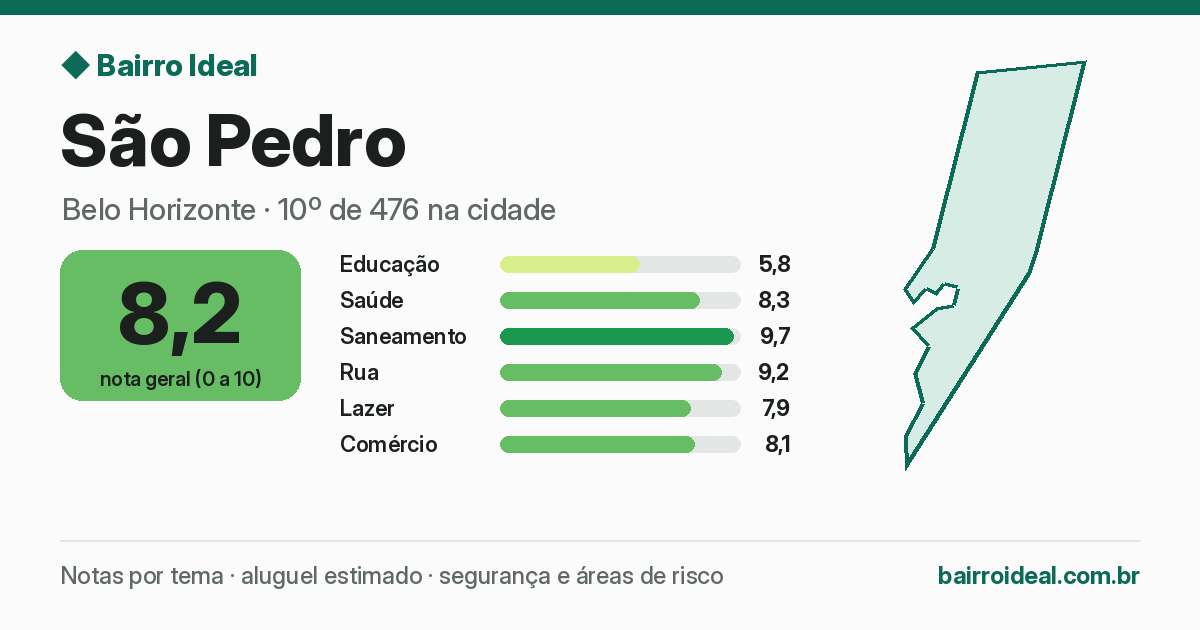 Bairro Ideal
São Pedro
Belo Horizonte · 10º de 476 na cidade
8,2
nota geral (0 a 10)
Educação 5,8
Saúde 8,3
Saneamento 9,7
Rua 9,2
Lazer 7,9
Comércio 8,1
Notas por tema · aluguel estimado · segurança e áreas de risco
bairroideal.com.br